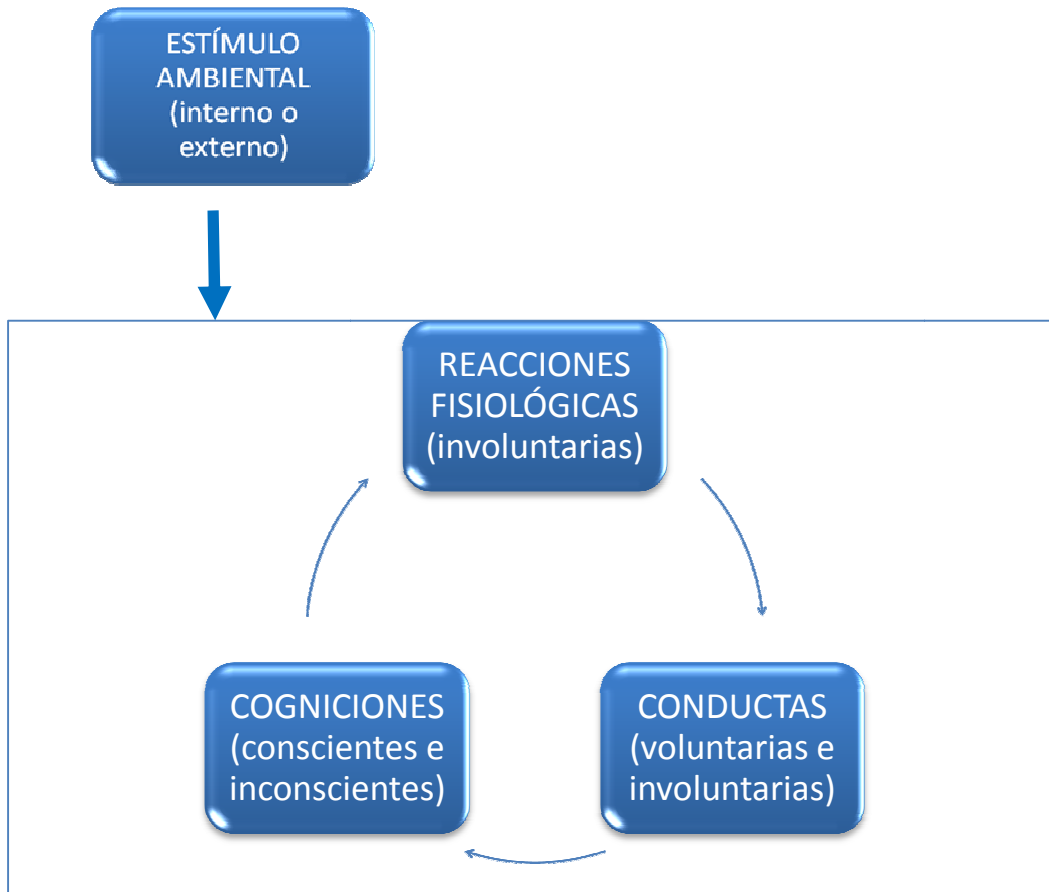 ESTÍMULO
AMBIENTAL
(interno o
externo)
REACCIONES
FISIOLÓGICAS
(involuntarias)
COGNICIONES
(conscientes e
inconscientes)
CONDUCTAS
(voluntarias e
involuntarias)